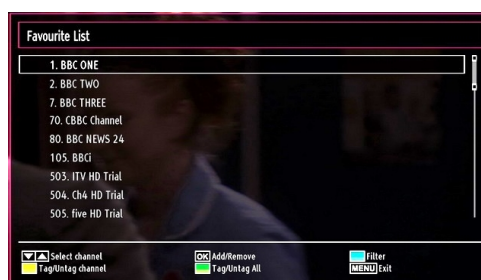 Favourite List
1. BBC ONE
2. BBC TWO
7. BBC THREE
70. CBBC Channel
80. BBC NEWS 24
105. BBCi
503. ITV HD Trial
504. Ch4 HD Trial
505. five HD Trial
Select channel OK Add/Remove Filter
Tag/Untag channel Tag/Untag All MENU Exit